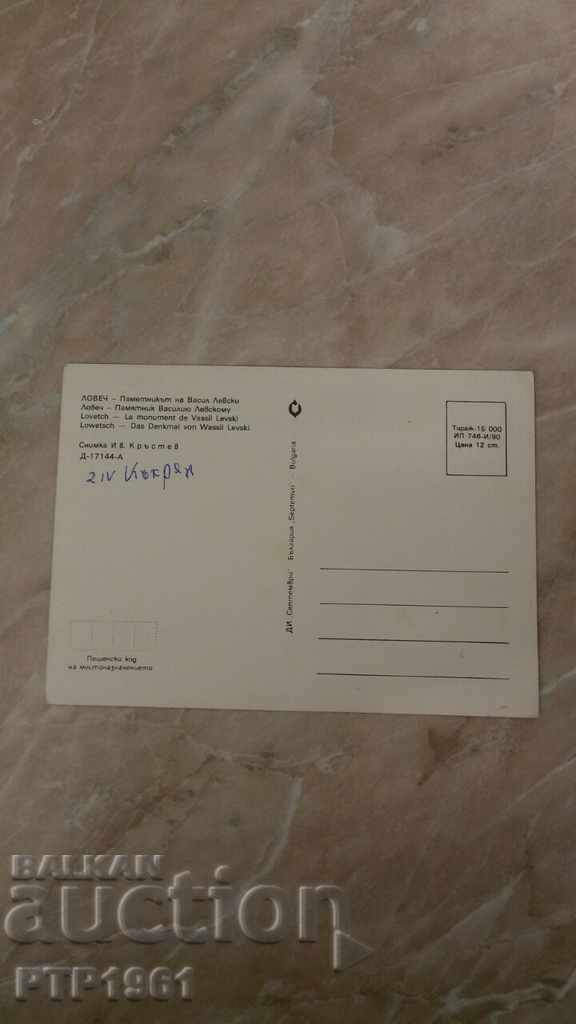 ЛОВЕЧ — Паметникът на Васил Левски
Ловеч — Памятник Василию Левскому
Lovetch — Le monument de Vassil Levski
Lowetsch — Das Denkmal von Wassil Levski
Снимка Ив. Кръстев
Д-17144-А
Пощенски код
на местоназначението
ДИ „Септември" България „Septemvri" Bulgaria
Тираж 15 000
ИП 746-И/90
Цена 12 ст.
BALKAN
auction
PTP1961